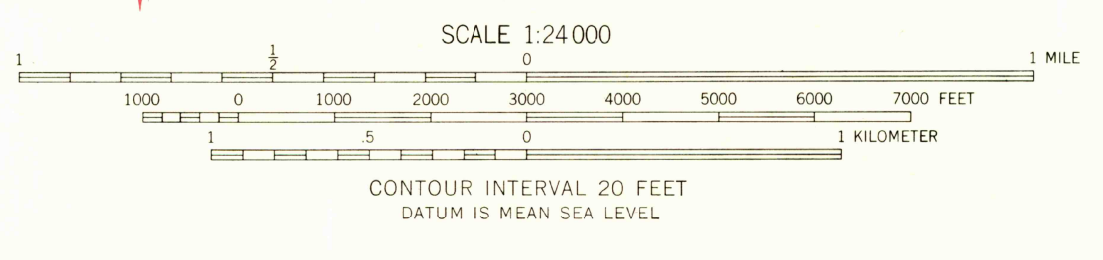 SCALE 1:24 000
1 ½ 0 1 MILE
1000 0 1000 2000 3000 4000 5000 6000 7000 FEET
1 .5 0 1 KILOMETER
CONTOUR INTERVAL 20 FEET
DATUM IS MEAN SEA LEVEL